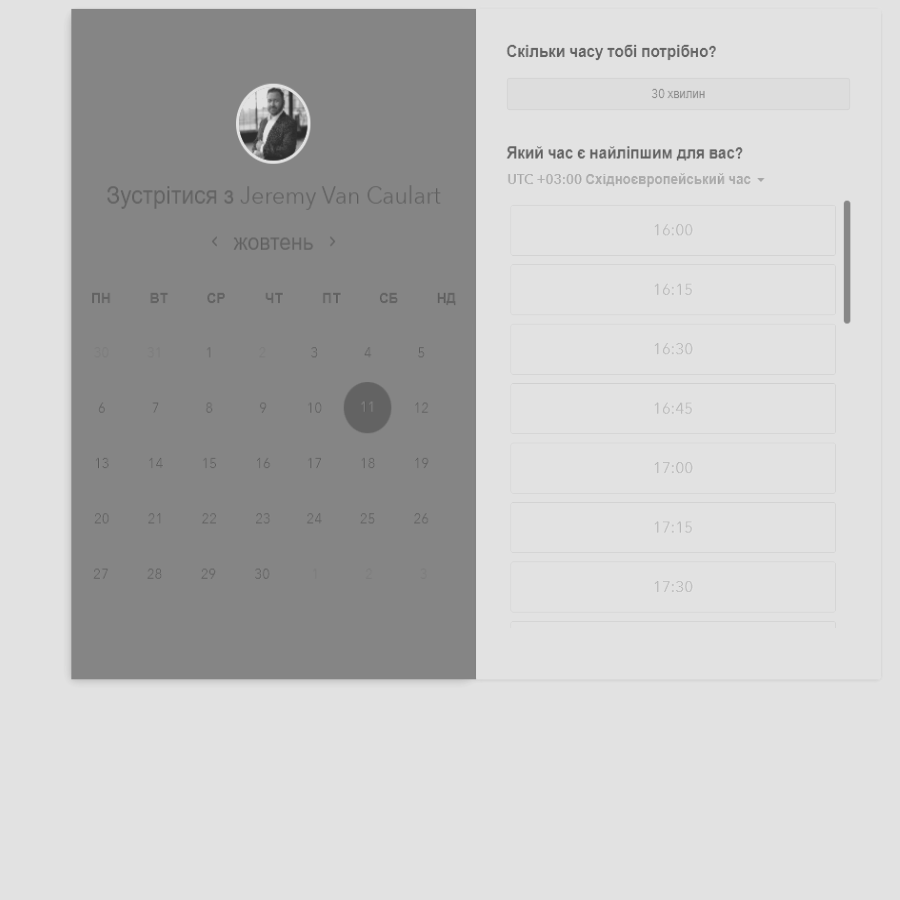 Зустрітися з Jeremy Van Caulart
жовтень
ПН ВТ СР ЧТ ПТ СБ НД
30 31 1 2 3 4 5
6 7 8 9 10 11 12
13 14 15 16 17 18 19
20 21 22 23 24 25 26
27 28 29 30 1 2 3
Скільки часу тобі потрібно?
30 хвилин
Який час є найліпшим для вас?
UTC +03:00 Східноєвропейський час
16:00
16:15
16:30
16:45
17:00
17:15
17:30